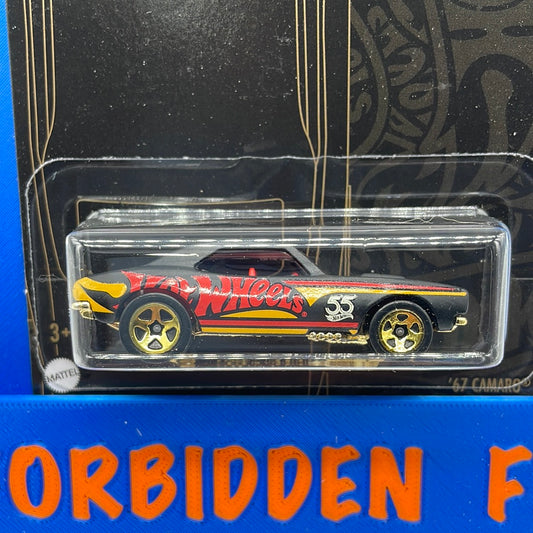 HOT WHEELS®
55
3+
MATTEL
'67 CAMARO®
ORBIDDEN F